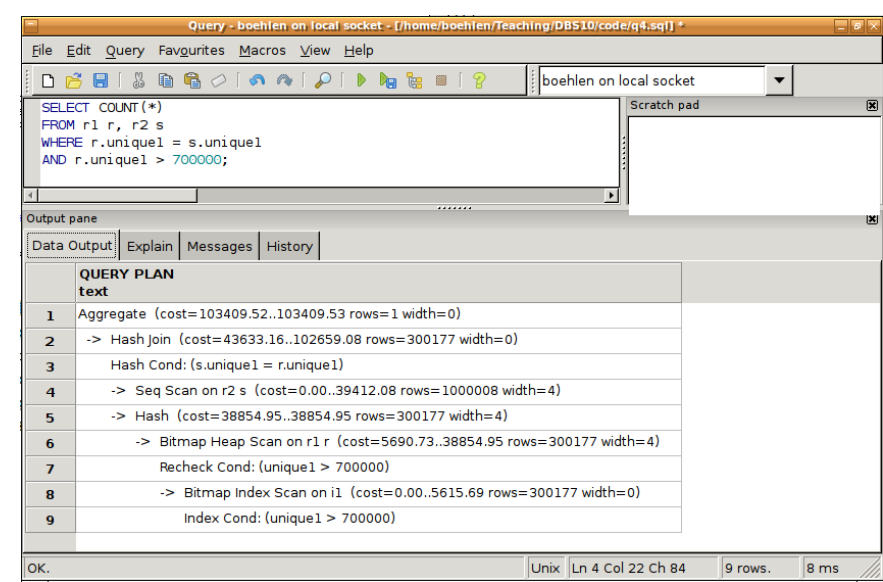 Query - boehlen on local socket - [/home/boehlen/Teaching/DBS10/code/q4.sql] *
File Edit Query Favourites Macros View Help
boehlen on local socket
SELECT COUNT(*)
FROM r1 r, r2 s
WHERE r.unique1 = s.unique1
AND r.unique1 > 700000;
Scratch pad
Output pane
Data Output Explain Messages History
QUERY PLAN
text
1 Aggregate (cost=103409.52..103409.53 rows=1 width=0)
2 -> Hash Join (cost=43633.16..102659.08 rows=300177 width=0)
3 Hash Cond: (s.unique1 = r.unique1)
4 -> Seq Scan on r2 s (cost=0.00..39412.08 rows=1000008 width=4)
5 -> Hash (cost=38854.95..38854.95 rows=300177 width=4)
6 -> Bitmap Heap Scan on r1 r (cost=5690.73..38854.95 rows=300177 width=4)
7 Recheck Cond: (unique1 > 700000)
8 -> Bitmap Index Scan on i1 (cost=0.00..5615.69 rows=300177 width=0)
9 Index Cond: (unique1 > 700000)
OK. Unix Ln 4 Col 22 Ch 84 9 rows. 8 ms